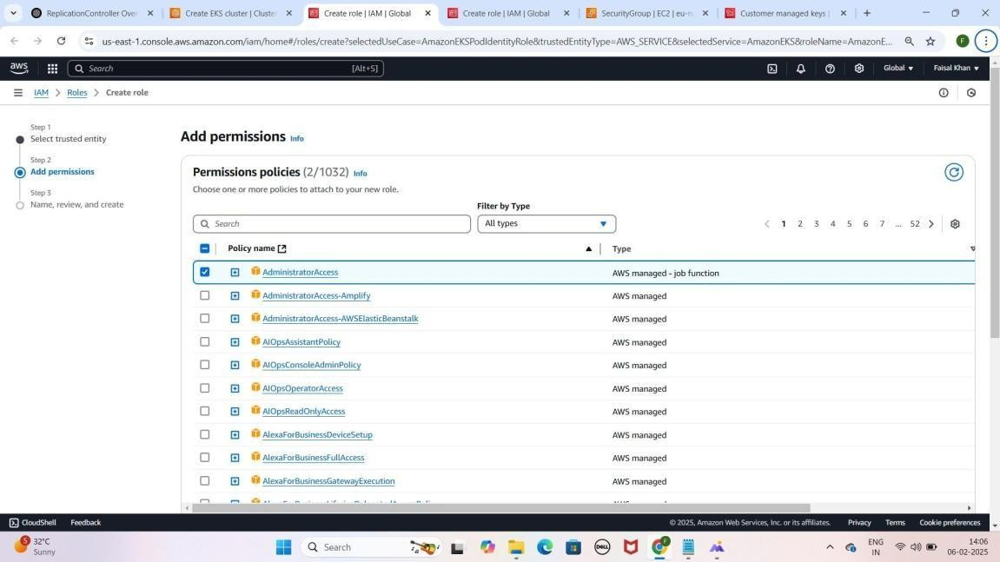 ReplicationController Over
Create EKS cluster | Cluster
Create role | IAM | Global
Create role | IAM | Global
SecurityGroup | EC2 | eu-n
Customer managed keys |
us-east-1.console.aws.amazon.com/iam/home#/roles/create?selectedUseCase=AmazonEKSPodIdentityRole&trustedEntityType=AWS_SERVICE&selectedService=AmazonEKS&roleName=AmazonE...
F
aws
Search
[Alt+S]
Global
Faisal Khan
IAM
Roles
Create role
Step 1
Select trusted entity
Step 2
Add permissions
Step 3
Name, review, and create
Add permissions Info
Permissions policies (2/1032) Info
Choose one or more policies to attach to your new role.
Filter by Type
Search
All types
1 2 3 4 5 6 7 ... 52
Policy name
Type
AdministratorAccess
AWS managed - job function
AdministratorAccess-Amplify
AWS managed
AdministratorAccess-AWSElasticBeanstalk
AWS managed
AIOpsAssistantPolicy
AWS managed
AIOpsConsoleAdminPolicy
AWS managed
AIOpsOperatorAccess
AWS managed
AIOpsReadOnlyAccess
AWS managed
AlexaForBusinessDeviceSetup
AWS managed
AlexaForBusinessFullAccess
AWS managed
AlexaForBusinessGatewayExecution
AWS managed
CloudShell
Feedback
© 2025, Amazon Web Services, Inc. or its affiliates.
Privacy
Terms
Cookie preferences
5
32°C
Sunny
Search
DELL
F
ENG
IN
14:06
06-02-2025